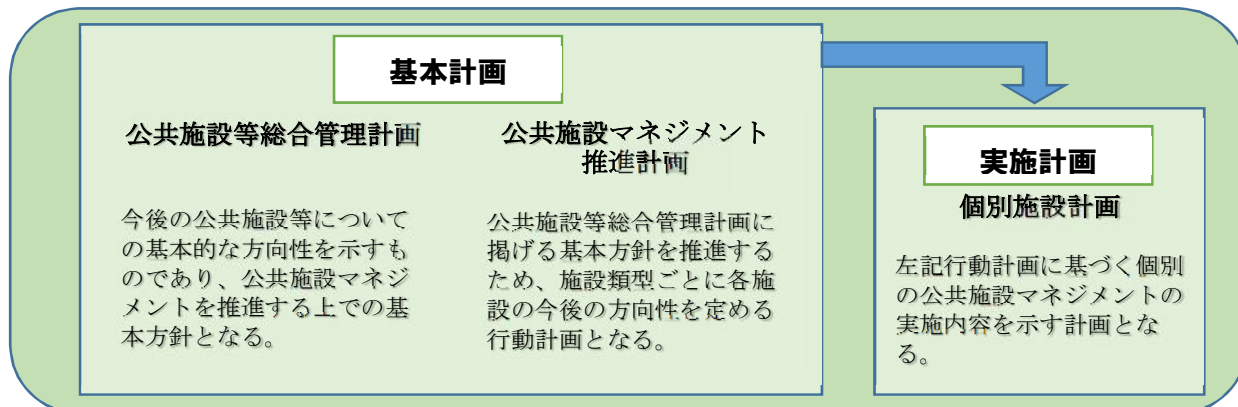 基本計画
公共施設等総合管理計画
今後の公共施設等について
の基本的な方向性を示すも
のであり、公共施設マネジ
メントを推進する上での基
本方針となる。
公共施設マネジメント
推進計画
公共施設等総合管理計画に
掲げる基本方針を推進する
ため、施設類型ごとに各施
設の今後の方向性を定める
行動計画となる。
実施計画
個別施設計画
左記行動計画に基づく個別
の公共施設マネジメントの
実施内容を示す計画とな
る。